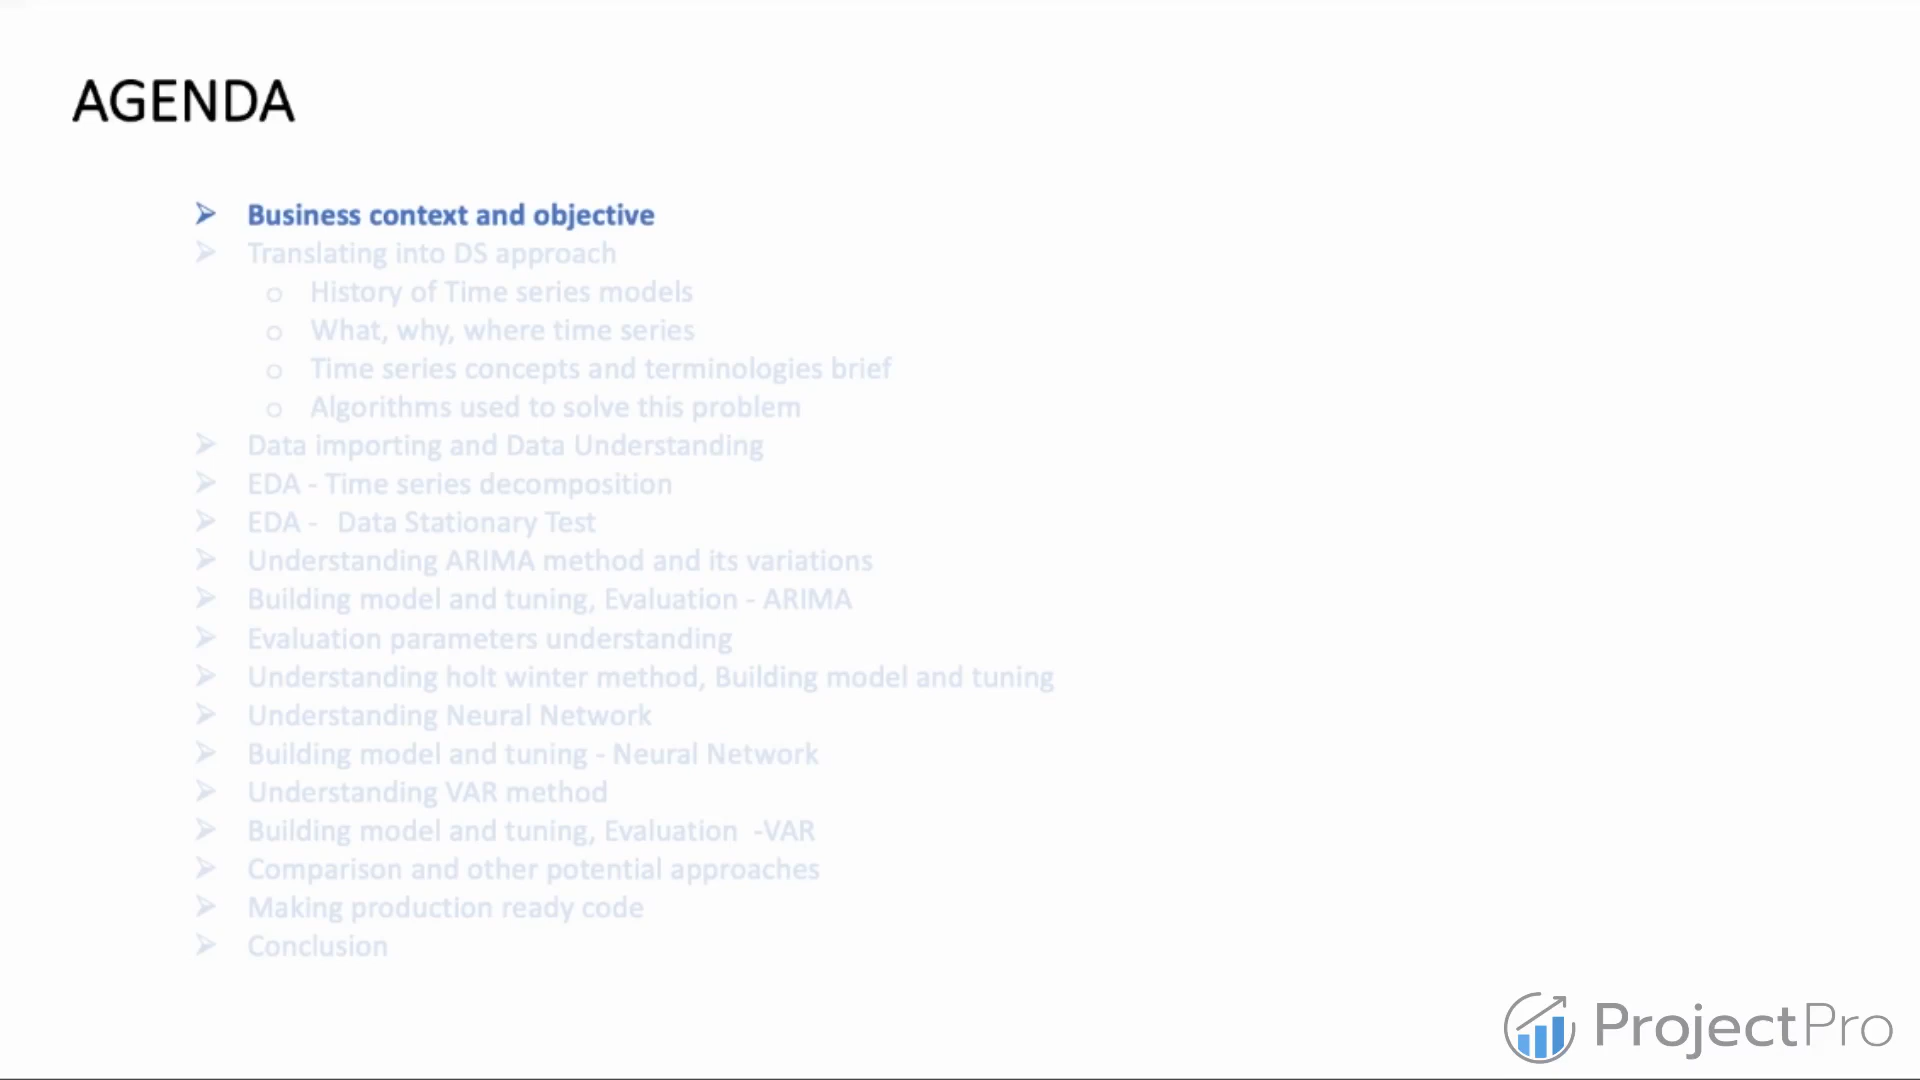 AGENDA
Business context and objective
Translating into DS approach
History of Time series models
What, why, where time series
Time series concepts and terminologies brief
Algorithms used to solve this problem
Data importing and Data Understanding
EDA - Time series decomposition
EDA - Data Stationary Test
Understanding ARIMA method and its variations
Building model and tuning, Evaluation - ARIMA
Evaluation parameters understanding
Understanding holt winter method, Building model and tuning
Understanding Neural Network
Building model and tuning - Neural Network
Understanding VAR method
Building model and tuning, Evaluation -VAR
Comparison and other potential approaches
Making production ready code
Conclusion
ProjectPro